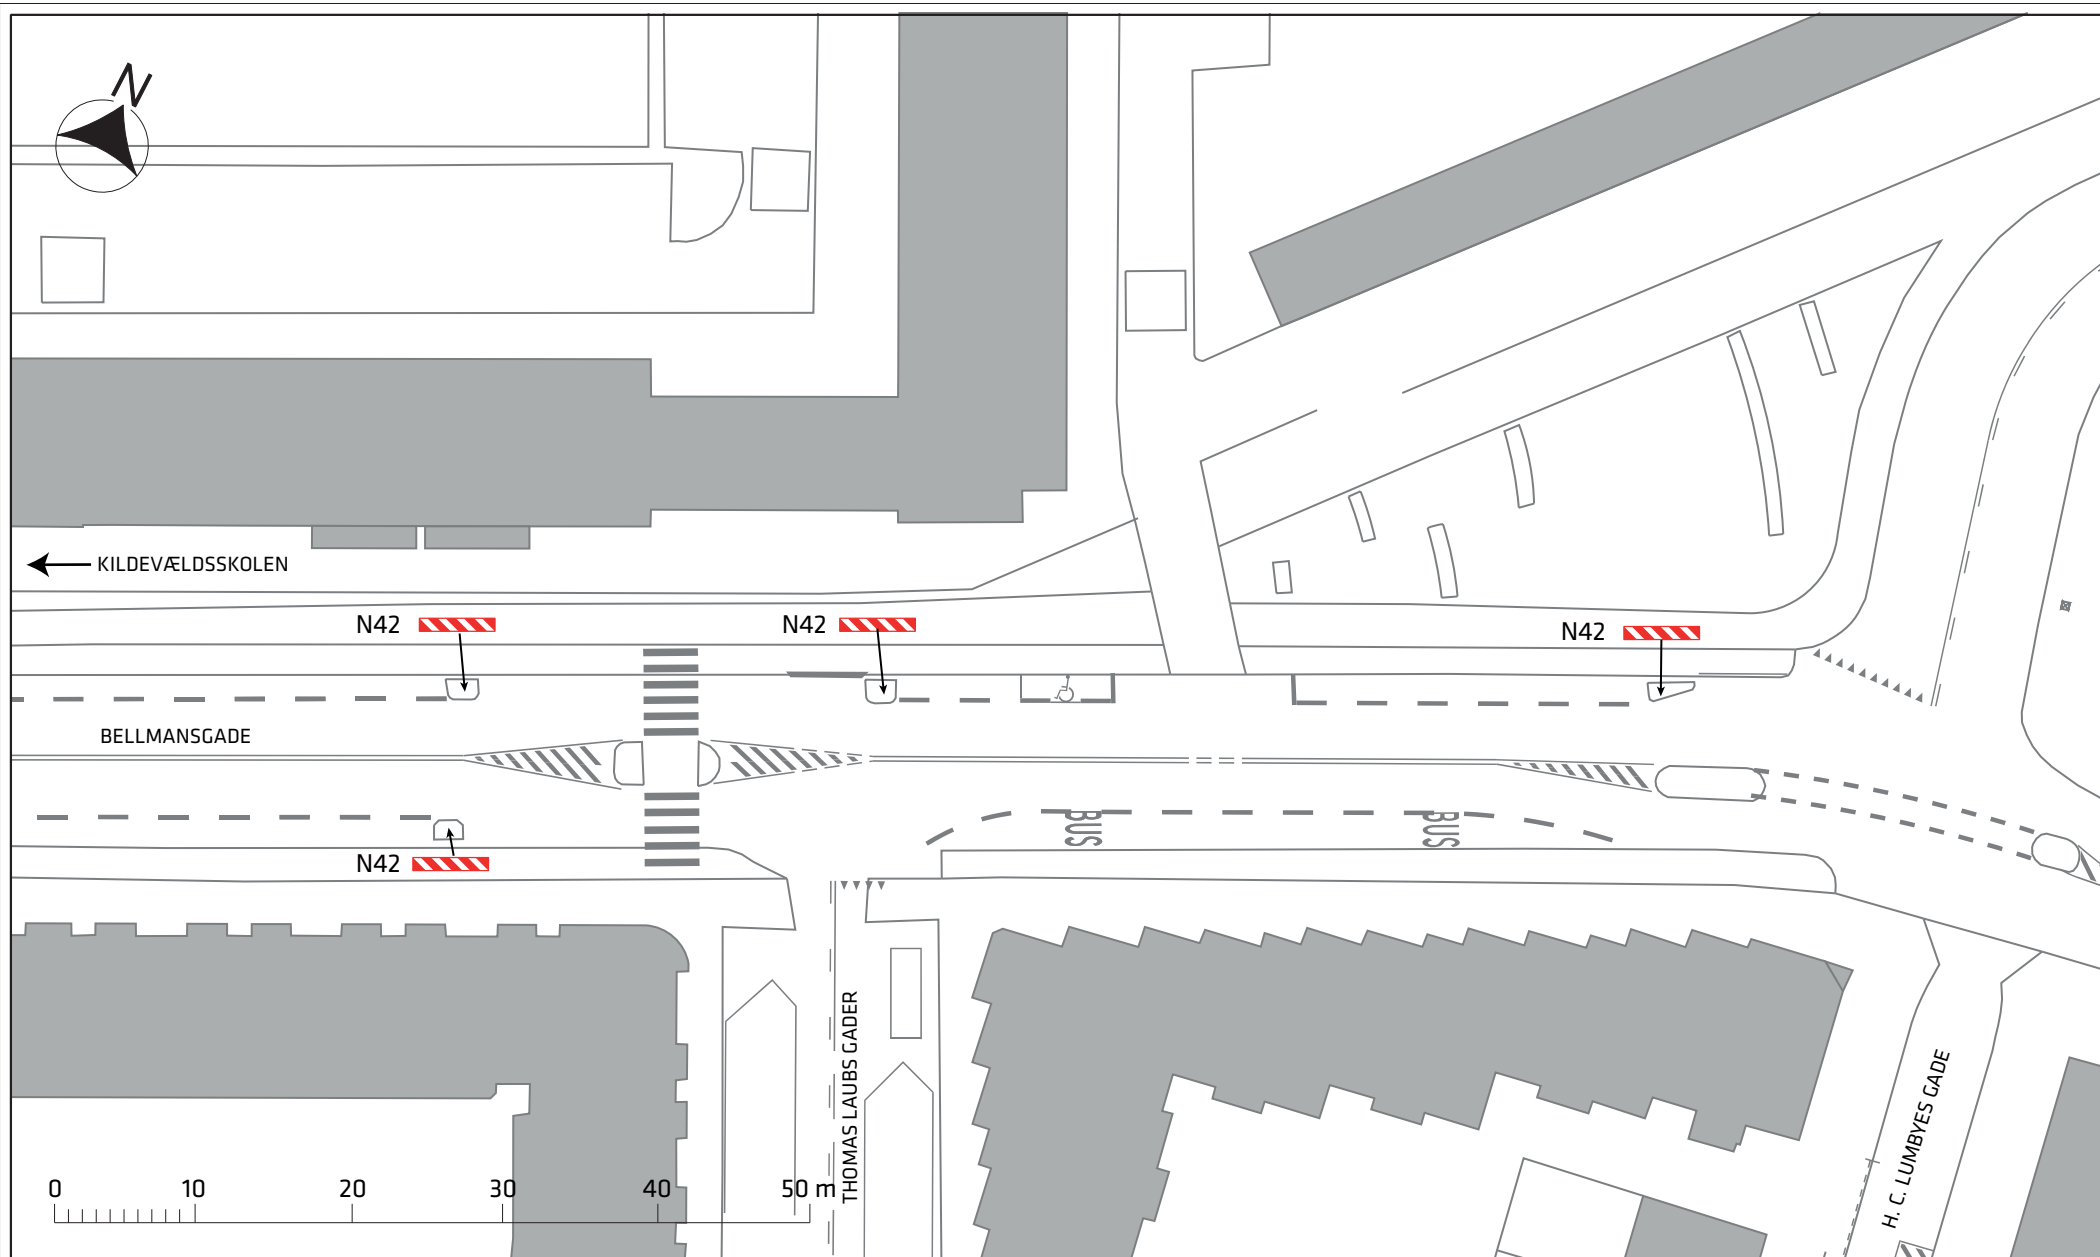 N
KILDEVÆLDSSKOLEN
N42
N42
N42
BELLMANSGADE
BUS
BUS
N42
THOMAS LAUBS GADER
H. C. LUMBYES GADE
0 10 20 30 40 50 m